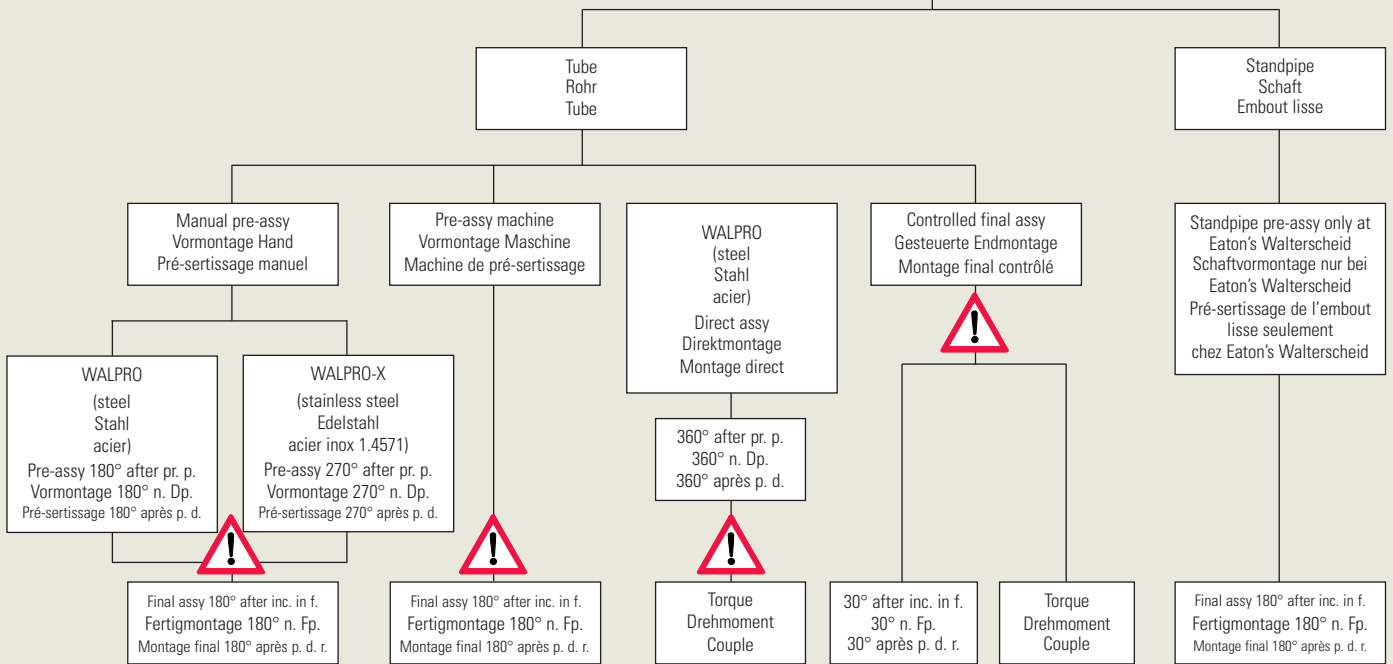 Tube
Rohr
Tube
Standpipe
Schaft
Embout lisse
Manual pre-assy
Vormontage Hand
Pré-sertissage manuel
Pre-assy machine
Vormontage Maschine
Machine de pré-sertissage
WALPRO
(steel
Stahl
acier)
Direct assy
Direktmontage
Montage direct
Controlled final assy
Gesteuerte Endmontage
Montage final contrôlé
Standpipe pre-assy only at
Eaton's Walterscheid
Schaftvormontage nur bei
Eaton's Walterscheid
Pré-sertissage de l'embout
lisse seulement
chez Eaton's Walterscheid
WALPRO
(steel
Stahl
acier)
Pre-assy 180° after pr. p.
Vormontage 180° n. Dp.
Pré-sertissage 180° après p. d.
WALPRO-X
(stainless steel
Edelstahl
acier inox 1.4571)
Pre-assy 270° after pr. p.
Vormontage 270° n. Dp.
Pré-sertissage 270° après p. d.
360° after pr. p.
360° n. Dp.
360° après p. d.
Final assy 180° after inc. in f.
Fertigmontage 180° n. Fp.
Montage final 180° après p. d. r.
Final assy 180° after inc. in f.
Fertigmontage 180° n. Fp.
Montage final 180° après p. d. r.
Torque
Drehmoment
Couple
30° after inc. in f.
30° n. Fp.
30° après p. d. r.
Torque
Drehmoment
Couple
Final assy 180° after inc. in f.
Fertigmontage 180° n. Fp.
Montage final 180° après p. d. r.